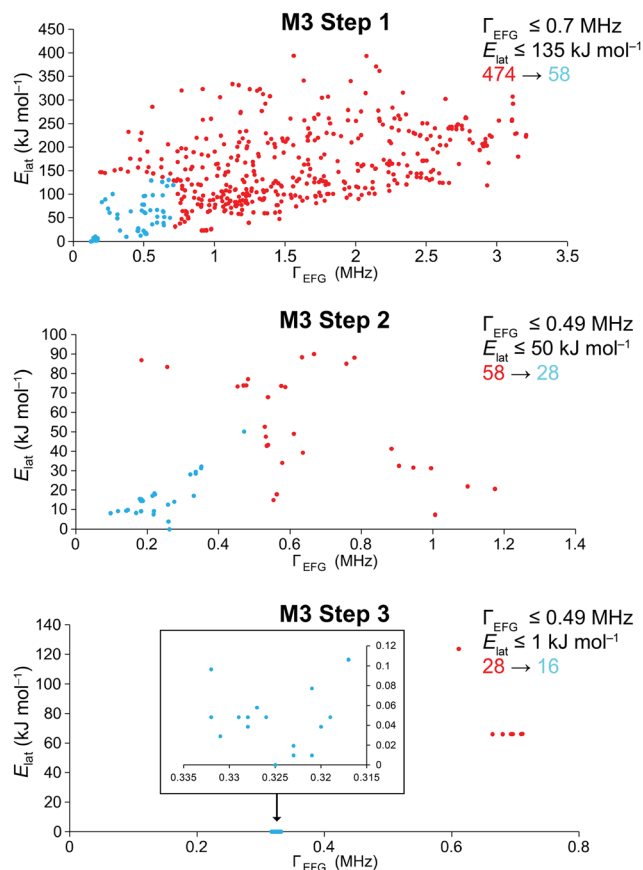 M3 Step 1
Γ_EFG ≤ 0.7 MHz
E_lat ≤ 135 kJ mol⁻¹
474 → 58
E_lat (kJ mol⁻¹)
450
400
350
300
250
200
150
100
50
0
0 0.5 1 1.5 2 2.5 3 3.5
Γ_EFG (MHz)
M3 Step 2
Γ_EFG ≤ 0.49 MHz
E_lat ≤ 50 kJ mol⁻¹
58 → 28
E_lat (kJ mol⁻¹)
100
90
80
70
60
50
40
30
20
10
0
0 0.2 0.4 0.6 0.8 1 1.2 1.4
Γ_EFG (MHz)
M3 Step 3
Γ_EFG ≤ 0.49 MHz
E_lat ≤ 1 kJ mol⁻¹
28 → 16
E_lat (kJ mol⁻¹)
140
120
100
80
60
40
20
0
0.12
0.1
0.08
0.06
0.04
0.02
0
0.335 0.33 0.325 0.32 0.315
0 0.2 0.4 0.6 0.8
Γ_EFG (MHz)